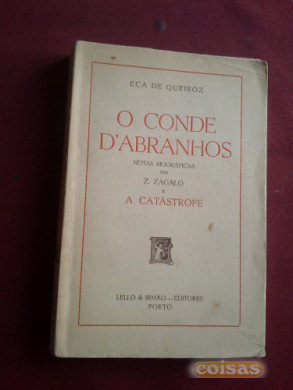 EÇA DE QUEIROZ
O CONDE
D'ABRANHOS
NOTAS BIOGRÁFICAS
POR
Z. ZAGALO
E
A CATÁSTROFE
LELLO & IRMÃO—EDITORES
PORTO
coisas